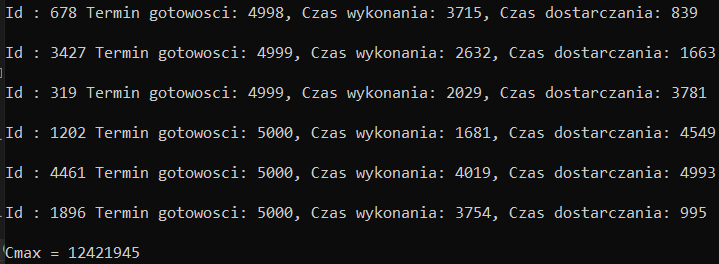 Id : 678 Termin gotowosci: 4998, Czas wykonania: 3715, Czas dostarczania: 839
Id : 3427 Termin gotowosci: 4999, Czas wykonania: 2632, Czas dostarczania: 1663
Id : 319 Termin gotowosci: 4999, Czas wykonania: 2029, Czas dostarczania: 3781
Id : 1202 Termin gotowosci: 5000, Czas wykonania: 1681, Czas dostarczania: 4549
Id : 4461 Termin gotowosci: 5000, Czas wykonania: 4019, Czas dostarczania: 4993
Id : 1896 Termin gotowosci: 5000, Czas wykonania: 3754, Czas dostarczania: 995
Cmax = 12421945